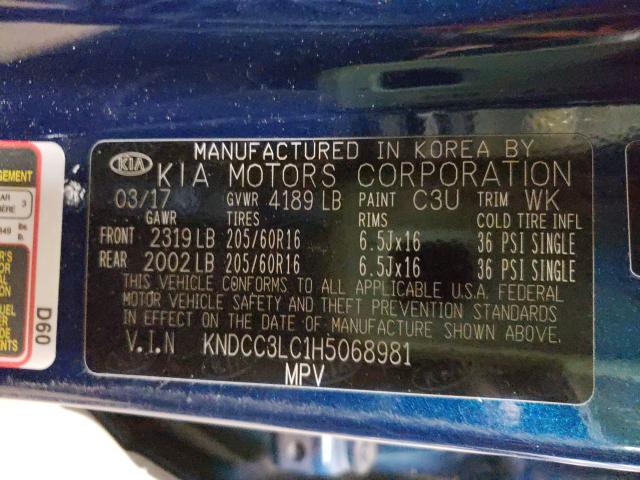 KIA
MANUFACTURED IN KOREA BY
KIA MOTORS CORPORATION
03/17 GVWR 4189 LB PAINT C3U TRIM WK
GAWR TIRES RIMS COLD TIRE INFL
FRONT 2319 LB 205/60R16 6.5Jx16 36 PSI SINGLE
REAR 2002 LB 205/60R16 6.5Jx16 36 PSI SINGLE
THIS VEHICLE CONFORMS TO ALL APPLICABLE U.S.A. FEDERAL
MOTOR VEHICLE SAFETY AND THEFT PREVENTION STANDARDS
IN EFFECT ON THE DATE OF MANUFACTURE SHOWN ABOVE.
V.I.N KNDCC3LC1H5068981
MPV
D60
3